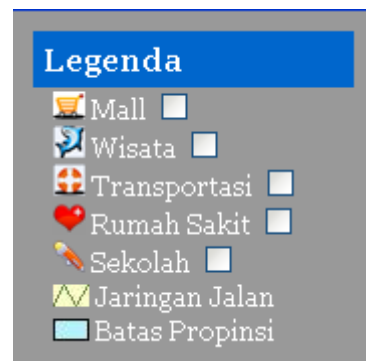 Legenda
Mall
Wisata
Transportasi
Rumah Sakit
Sekolah
Jaringan Jalan
Batas Propinsi